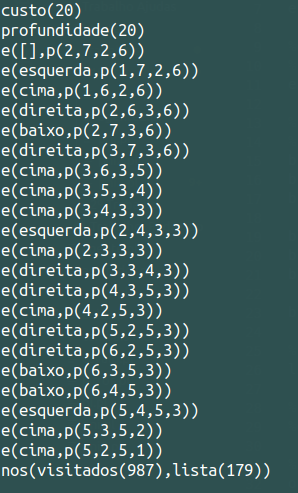 custo(20)
profundidade(20)
e([],p(2,7,2,6))
e(esquerda,p(1,7,2,6))
e(cima,p(1,6,2,6))
e(direita,p(2,6,3,6))
e(baixo,p(2,7,3,6))
e(direita,p(3,7,3,6))
e(cima,p(3,6,3,5))
e(cima,p(3,5,3,4))
e(cima,p(3,4,3,3))
e(esquerda,p(2,4,3,3))
e(cima,p(2,3,3,3))
e(direita,p(3,3,4,3))
e(direita,p(4,3,5,3))
e(cima,p(4,2,5,3))
e(direita,p(5,2,5,3))
e(direita,p(6,2,5,3))
e(baixo,p(6,3,5,3))
e(baixo,p(6,4,5,3))
e(esquerda,p(5,4,5,3))
e(cima,p(5,3,5,2))
e(cima,p(5,2,5,1))
nos(visitados(987),lista(179))